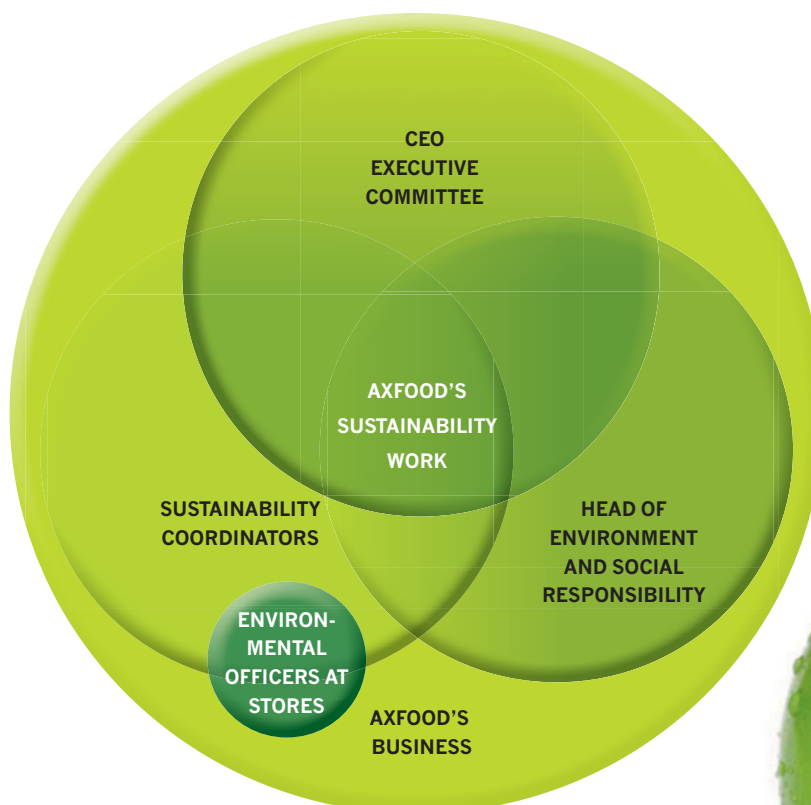 CEO
EXECUTIVE
COMMITTEE
AXFOOD'S
SUSTAINABILITY
WORK
SUSTAINABILITY
COORDINATORS
HEAD OF
ENVIRONMENT
AND SOCIAL
RESPONSIBILITY
ENVIRON-
MENTAL
OFFICERS AT
STORES
AXFOOD'S
BUSINESS